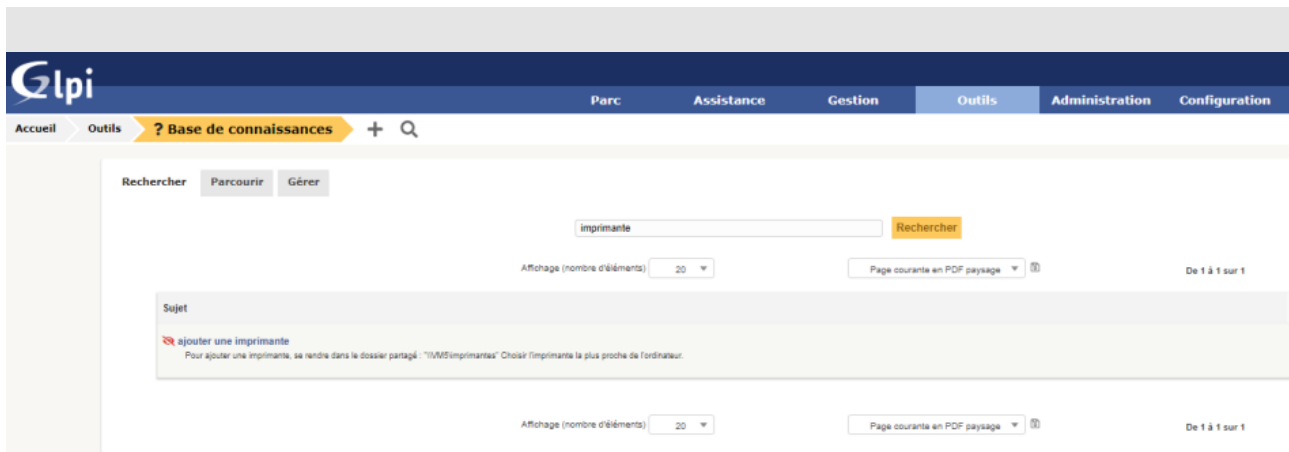 Glpi
Parc Assistance Gestion Outils Administration Configuration
Accueil Outils ? Base de connaissances
Rechercher Parcourir Gérer
imprimante Rechercher
Affichage (nombre d'éléments) 20 Page courante en PDF paysage De 1 à 1 sur 1
Sujet
ajouter une imprimante
Pour ajouter une imprimante, se rendre dans le dossier partagé : "\\VM5\imprimantes" Choisir l'imprimante la plus proche de l'ordinateur.
Affichage (nombre d'éléments) 20 Page courante en PDF paysage De 1 à 1 sur 1